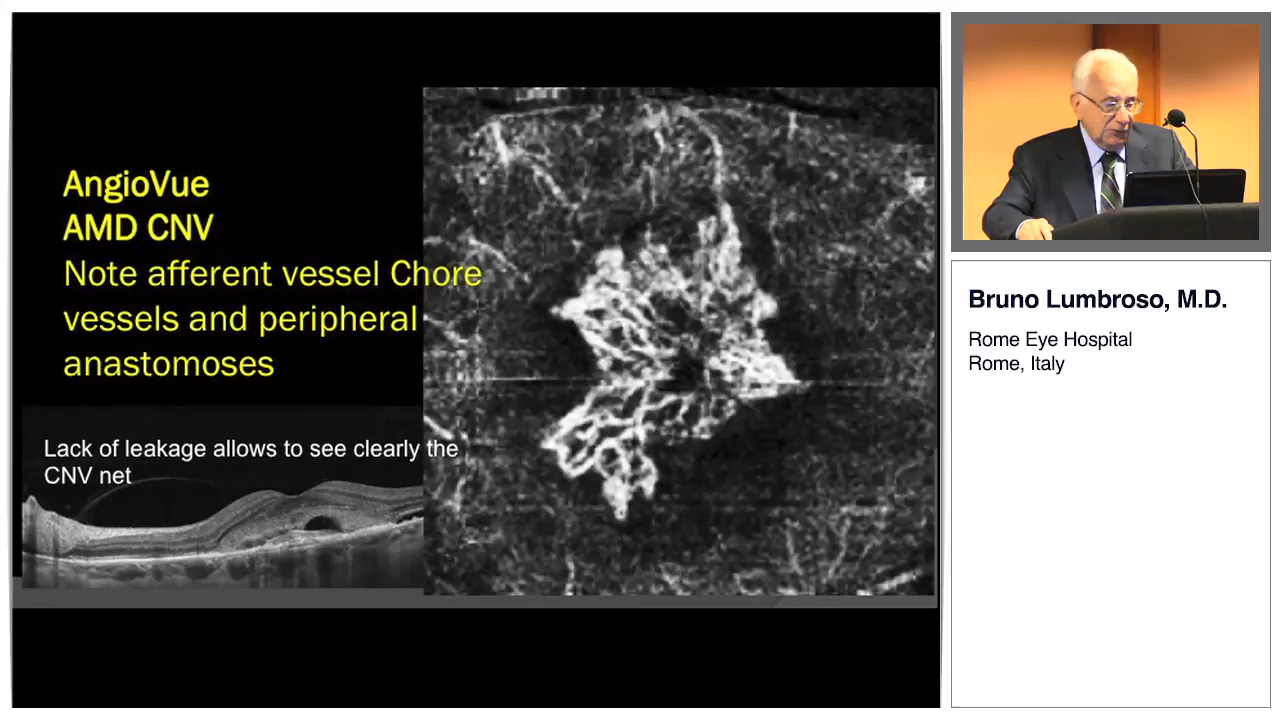 AngioVue
AMD CNV
Note afferent vessel Chore
vessels and peripheral
anastomoses
Lack of leakage allows to see clearly the
CNV net
Bruno Lumbroso, M.D.
Rome Eye Hospital
Rome, Italy